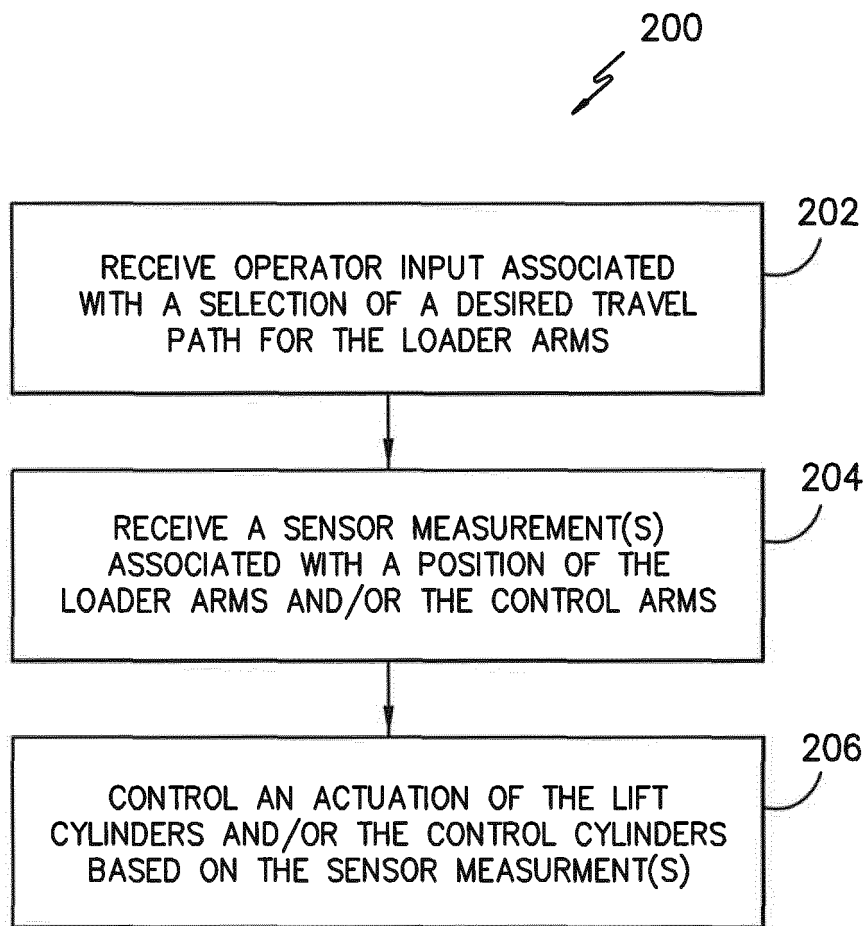 200
202
RECEIVE OPERATOR INPUT ASSOCIATED
WITH A SELECTION OF A DESIRED TRAVEL
PATH FOR THE LOADER ARMS
204
RECEIVE A SENSOR MEASUREMENT(S)
ASSOCIATED WITH A POSITION OF THE
LOADER ARMS AND/OR THE CONTROL ARMS
206
CONTROL AN ACTUATION OF THE LIFT
CYLINDERS AND/OR THE CONTROL CYLINDERS
BASED ON THE SENSOR MEASURMENT(S)